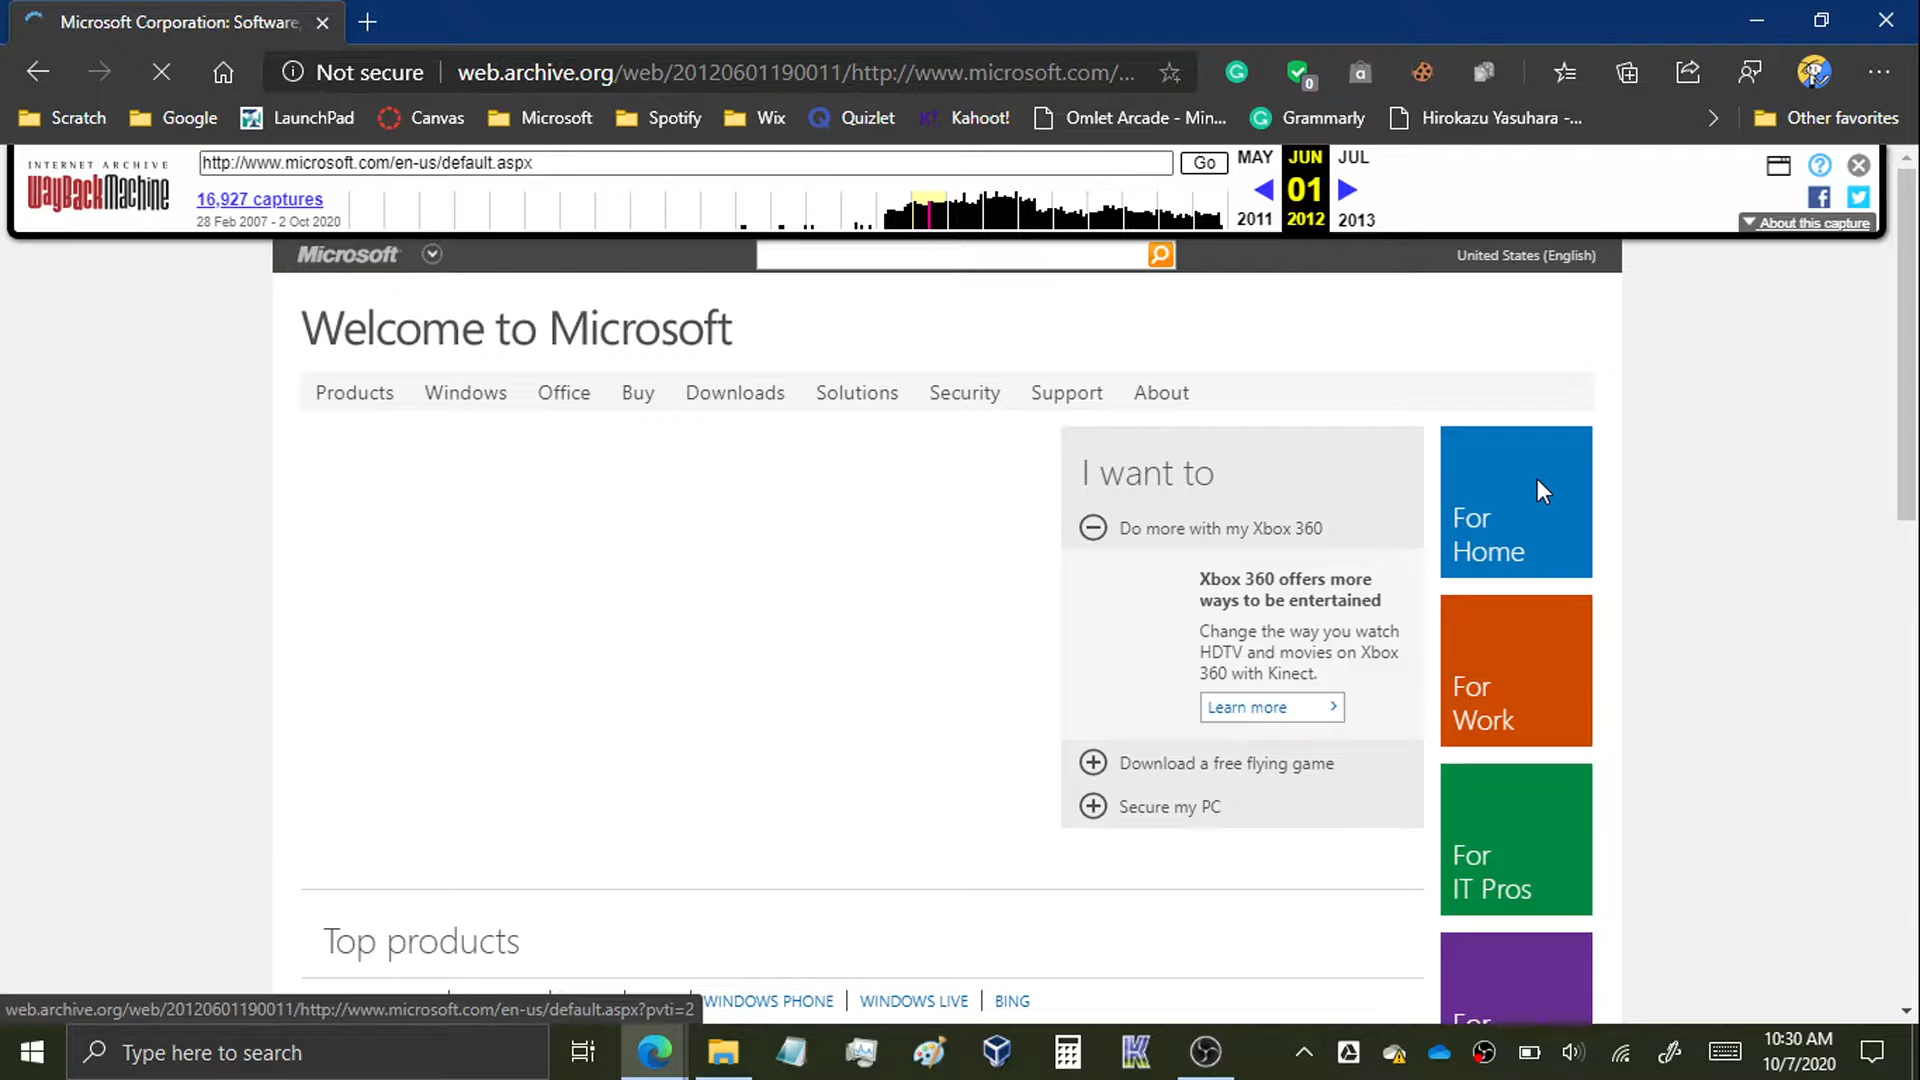 Microsoft Corporation: Software,
Not secure
web.archive.org/web/20120601190011/http://www.microsoft.com/...
0
Scratch
Google
LaunchPad
Canvas
Microsoft
Spotify
Wix
Quizlet
Kahoot!
Omlet Arcade - Min...
Grammarly
Hirokazu Yasuhara -...
Other favorites
INTERNET ARCHIVE
WayBackMachine
http://www.microsoft.com/en-us/default.aspx
Go
MAY
JUN
JUL
16,927 captures
01
28 Feb 2007 - 2 Oct 2020
2011
2012
2013
About this capture
Microsoft
United States (English)
Welcome to Microsoft
Products
Windows
Office
Buy
Downloads
Solutions
Security
Support
About
I want to
Do more with my Xbox 360
Xbox 360 offers more
ways to be entertained
Change the way you watch
HDTV and movies on Xbox
360 with Kinect.
Learn more
Download a free flying game
Secure my PC
For
Home
For
Work
For
IT Pros
For
Top products
WINDOWS PHONE
WINDOWS LIVE
BING
web.archive.org/web/20120601190011/http://www.microsoft.com/en-us/default.aspx?pvti=2
Type here to search
10:30 AM
10/7/2020